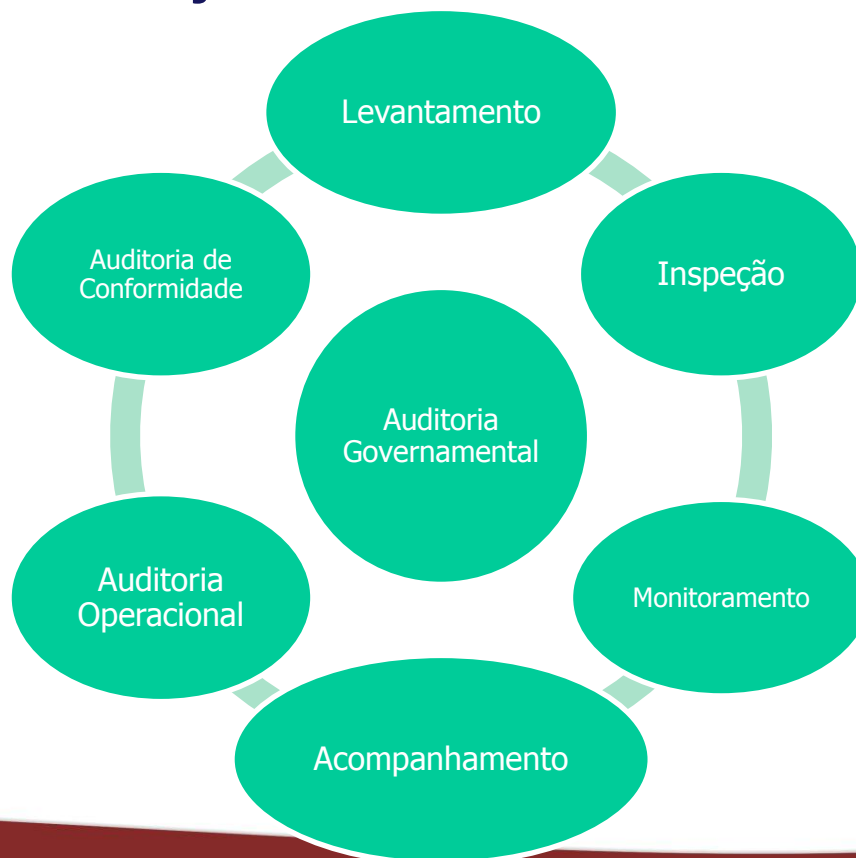 Levantamento
Inspeção
Monitoramento
Acompanhamento
Auditoria
Operacional
Auditoria de
Conformidade
Auditoria
Governamental